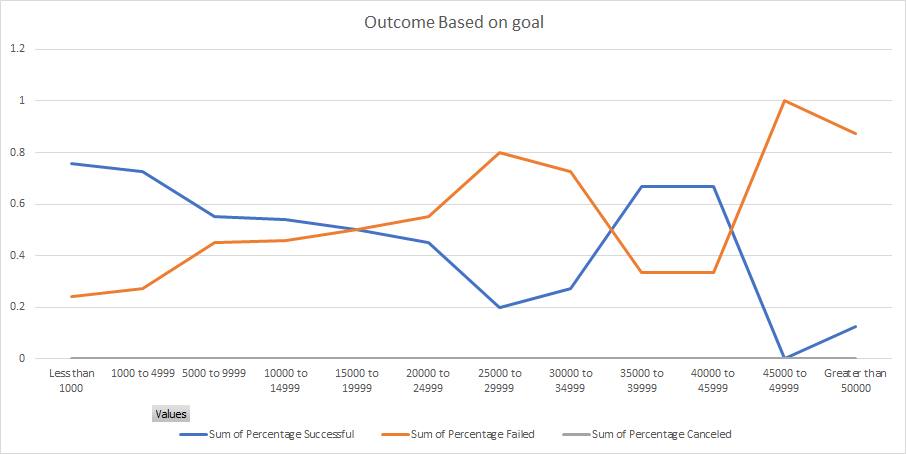 Outcome Based on goal
1.2
1
0.8
0.6
0.4
0.2
0
Less than 1000
1000 to 4999
5000 to 9999
10000 to 14999
15000 to 19999
20000 to 24999
25000 to 29999
30000 to 34999
35000 to 39999
40000 to 45999
45000 to 49999
Greater than 50000
Values
Sum of Percentage Successful
Sum of Percentage Failed
Sum of Percentage Canceled